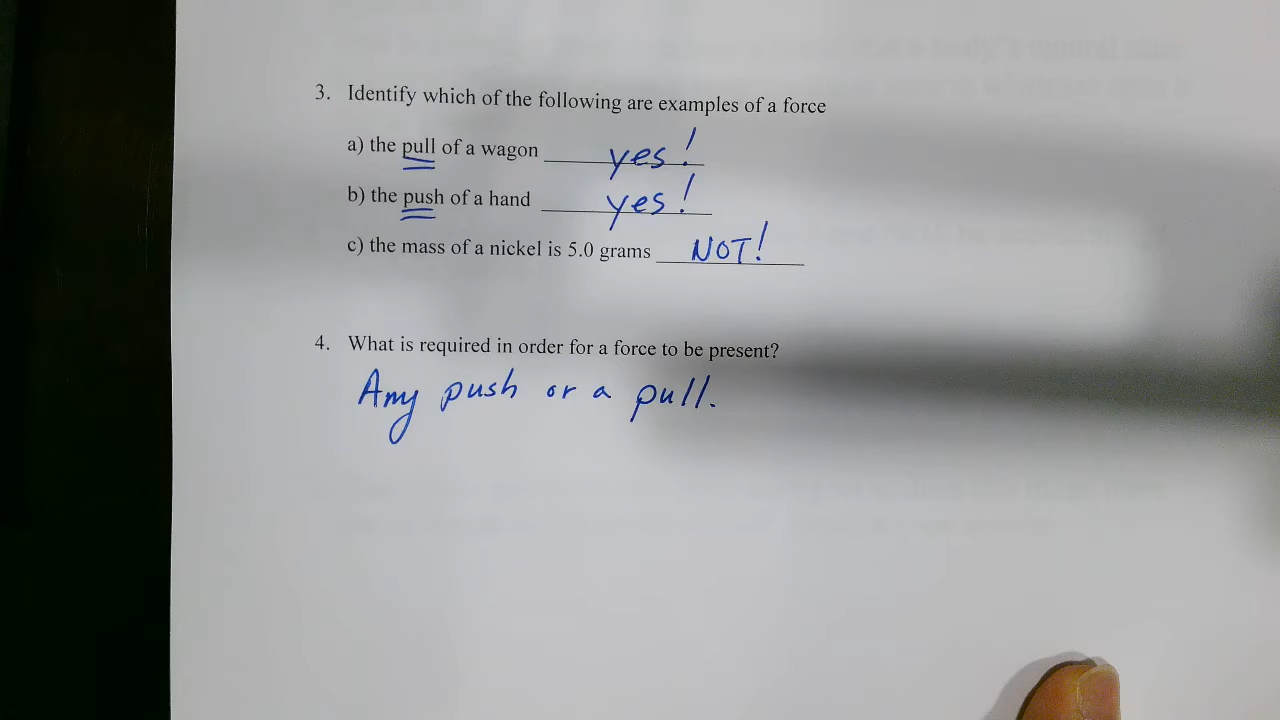 3. Identify which of the following are examples of a force
a) the pull of a wagon yes!
b) the push of a hand yes!
c) the mass of a nickel is 5.0 grams NOT!
4. What is required in order for a force to be present?
Any push or a pull.